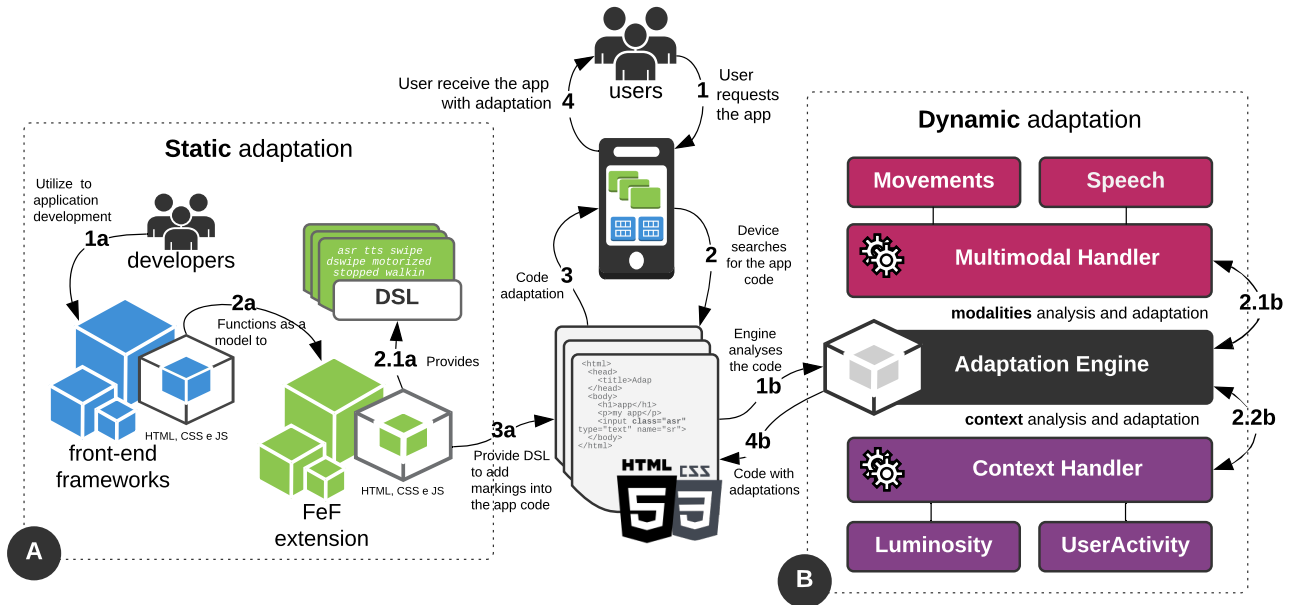 users
User receive the app
with adaptation
4
1
User
requests
the app
Static adaptation
Utilize to
application
development
1a
developers
asr tts swipe
dswipe motorized
stopped walkin
DSL
2a
Functions as a
model to
2.1a
Provides
HTML, CSS e JS
front-end
frameworks
HTML, CSS e JS
FeF
extension
3a
Provide DSL
to add
markings into
the app code
A
Code
adaptation
3
2
Device
searches
for the app
code
<html>
<head>
<title>Adap
</head>
<body>
<h1>app</h1>
<p>my app</p>
<input class="asr"
type="text" name="sr">
</body>
</html>
HTML
5
CSS
3
Engine
analyses
the code
1b
4b
Code with
adaptations
Dynamic adaptation
Movements
Speech
Multimodal Handler
modalities analysis and adaptation
2.1b
Adaptation Engine
context analysis and adaptation
2.2b
Context Handler
Luminosity
UserActivity
B